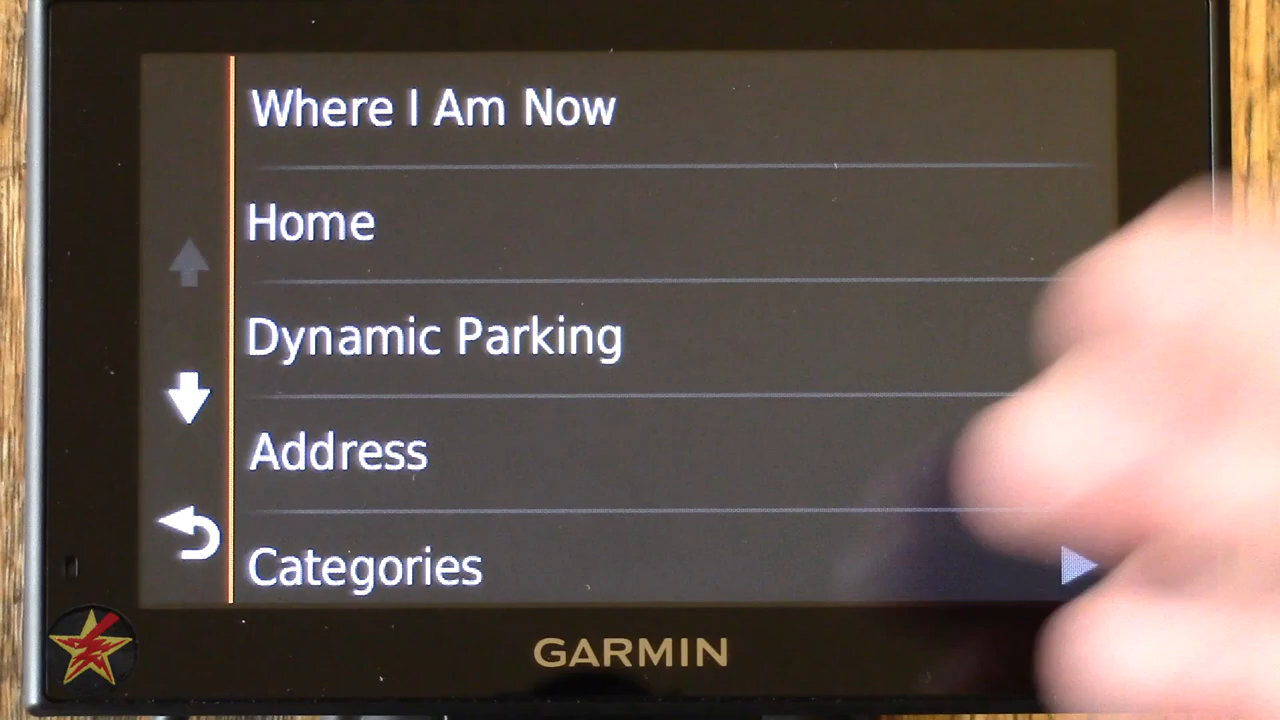 Where I Am Now
Home
Dynamic Parking
Address
Categories
GARMIN